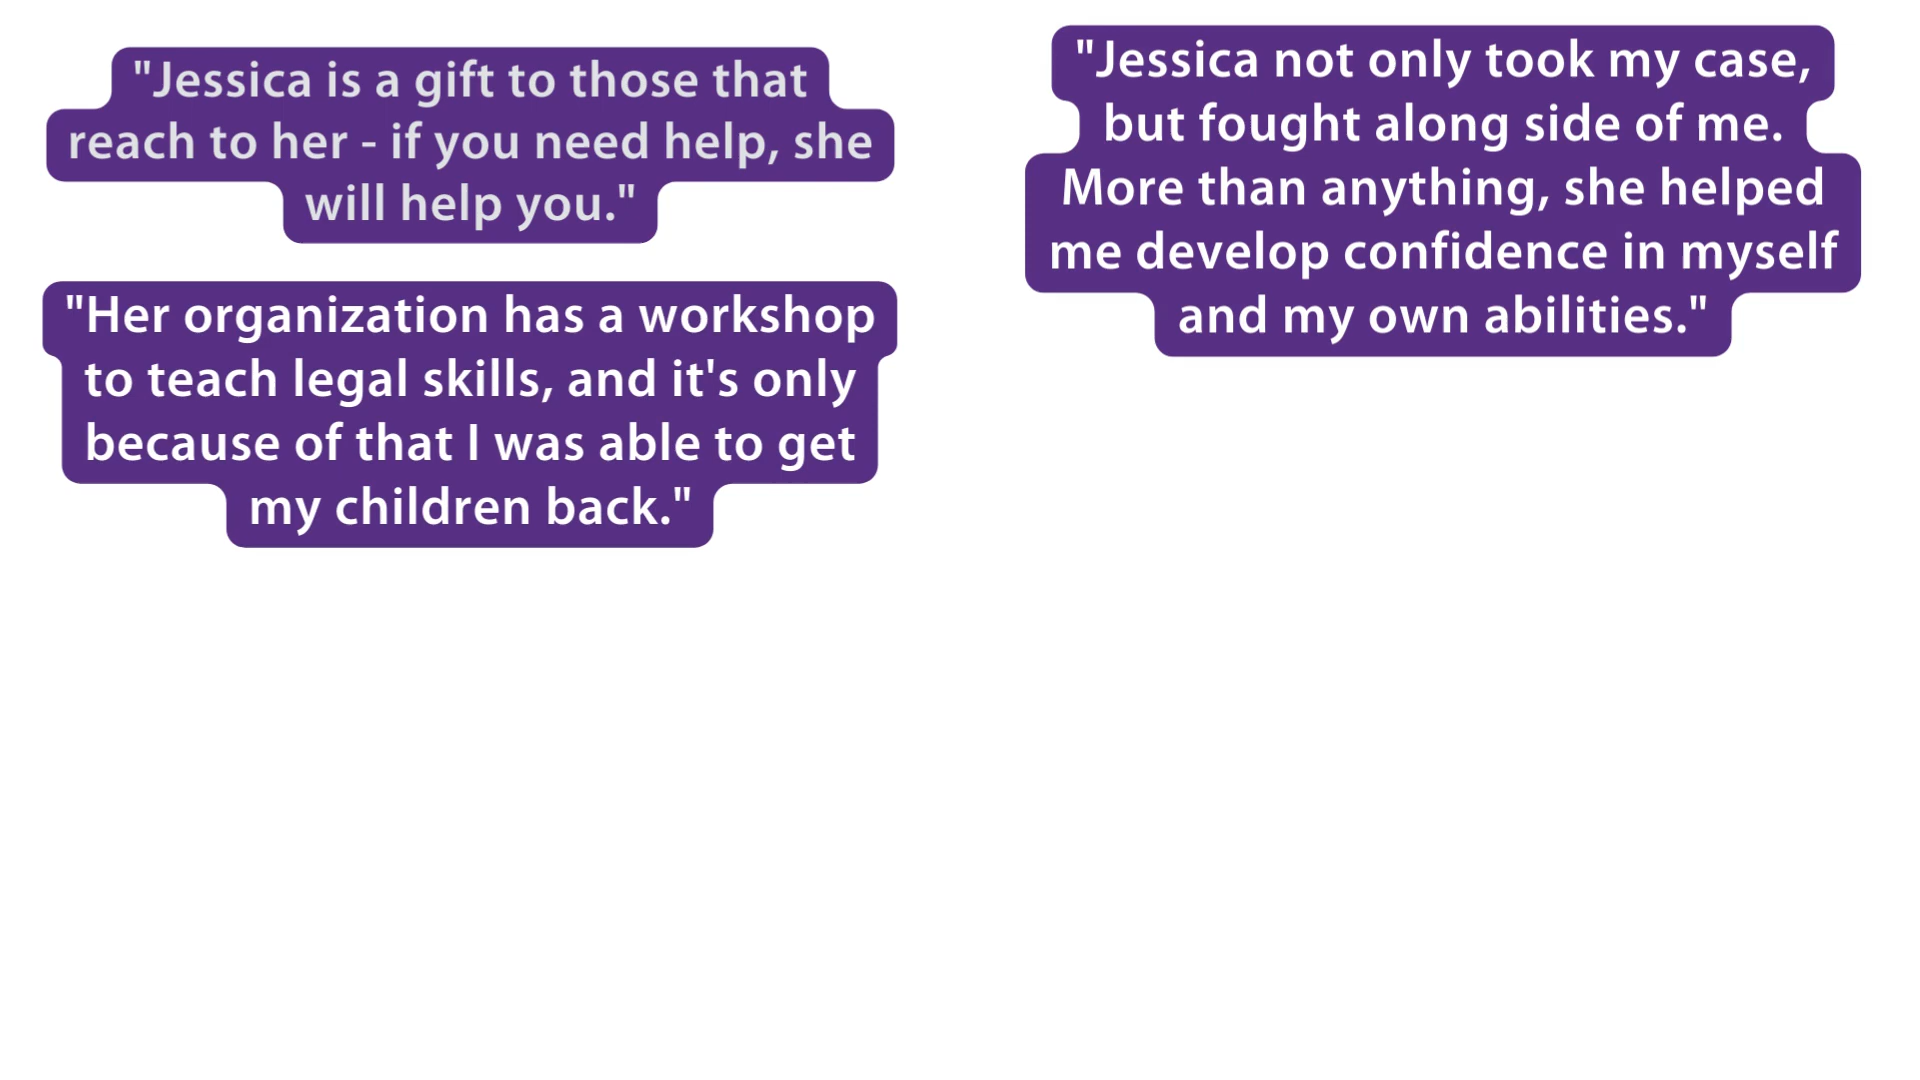 "Jessica is a gift to those that
reach to her - if you need help, she
will help you."
"Her organization has a workshop
to teach legal skills, and it's only
because of that I was able to get
my children back."
"Jessica not only took my case,
but fought along side of me.
More than anything, she helped
me develop confidence in myself
and my own abilities."